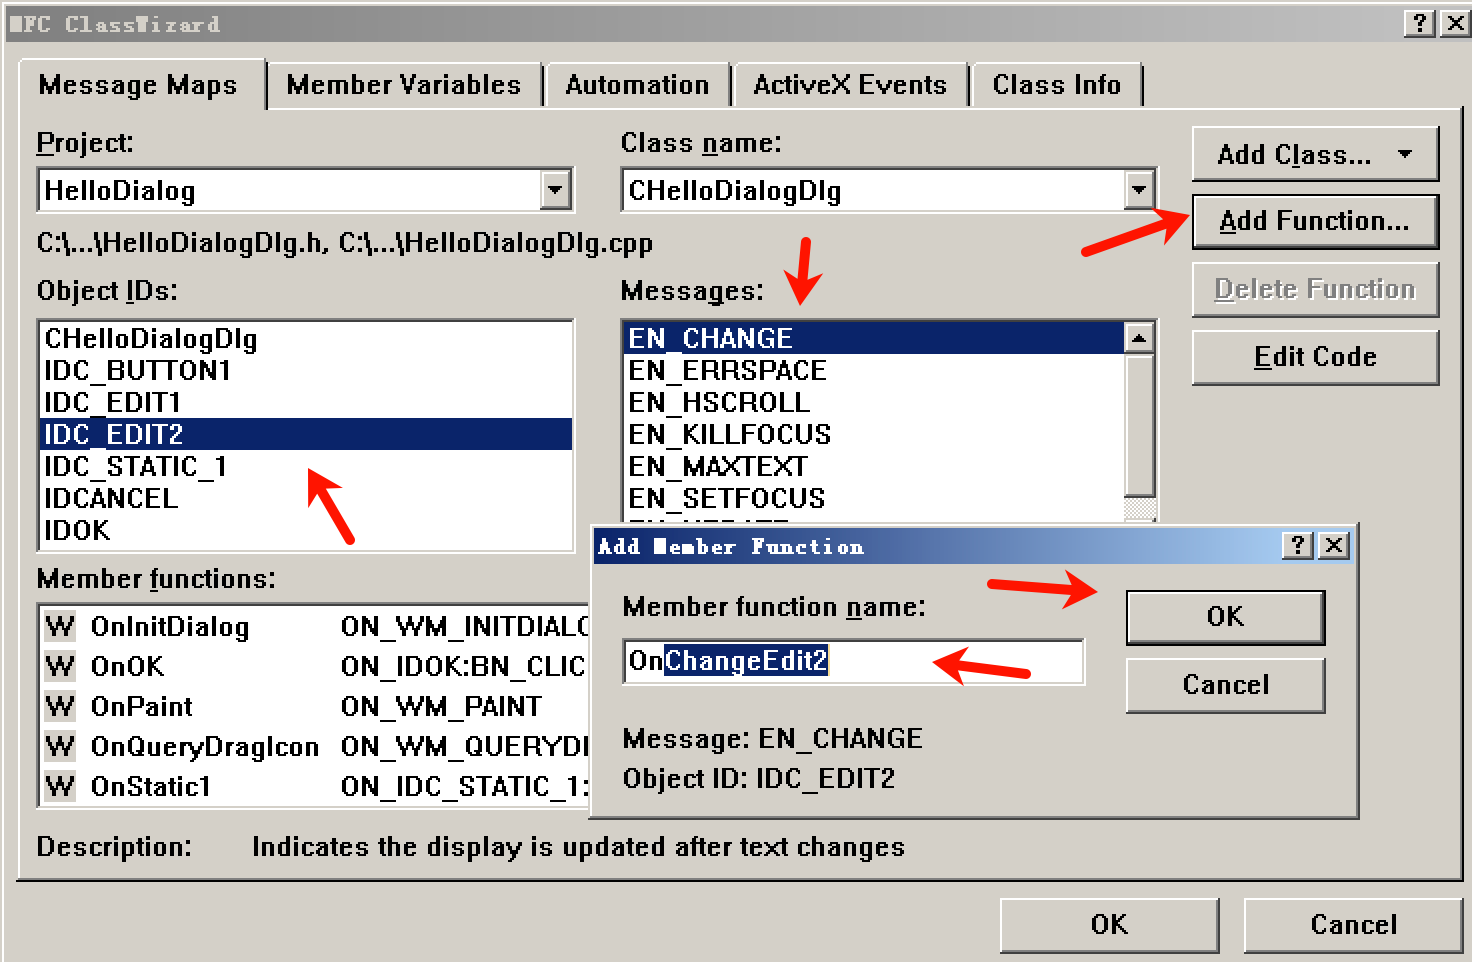 MFC ClassWizard
Message Maps
Member Variables
Automation
ActiveX Events
Class Info
Project:
Class name:
Add Class...
HelloDialog
CHelloDialogDlg
Add Function...
C:\...\HelloDialogDlg.h, C:\...\HelloDialogDlg.cpp
Object IDs:
Messages:
Delete Function
CHelloDialogDlg
IDC_BUTTON1
IDC_EDIT1
IDC_EDIT2
IDC_STATIC_1
IDCANCEL
IDOK
EN_CHANGE
EN_ERRSPACE
EN_HSCROLL
EN_KILLFOCUS
EN_MAXTEXT
EN_SETFOCUS
Edit Code
Member functions:
W OnInitDialog ON_WM_INITDIALO
W OnOK ON_IDOK:BN_CLIC
W OnPaint ON_WM_PAINT
W OnQueryDragIcon ON_WM_QUERYD
W OnStatic1 ON_IDC_STATIC_1:
Add Member Function
Member function name:
OK
OnChangeEdit2
Cancel
Message: EN_CHANGE
Object ID: IDC_EDIT2
Description: Indicates the display is updated after text changes
OK
Cancel